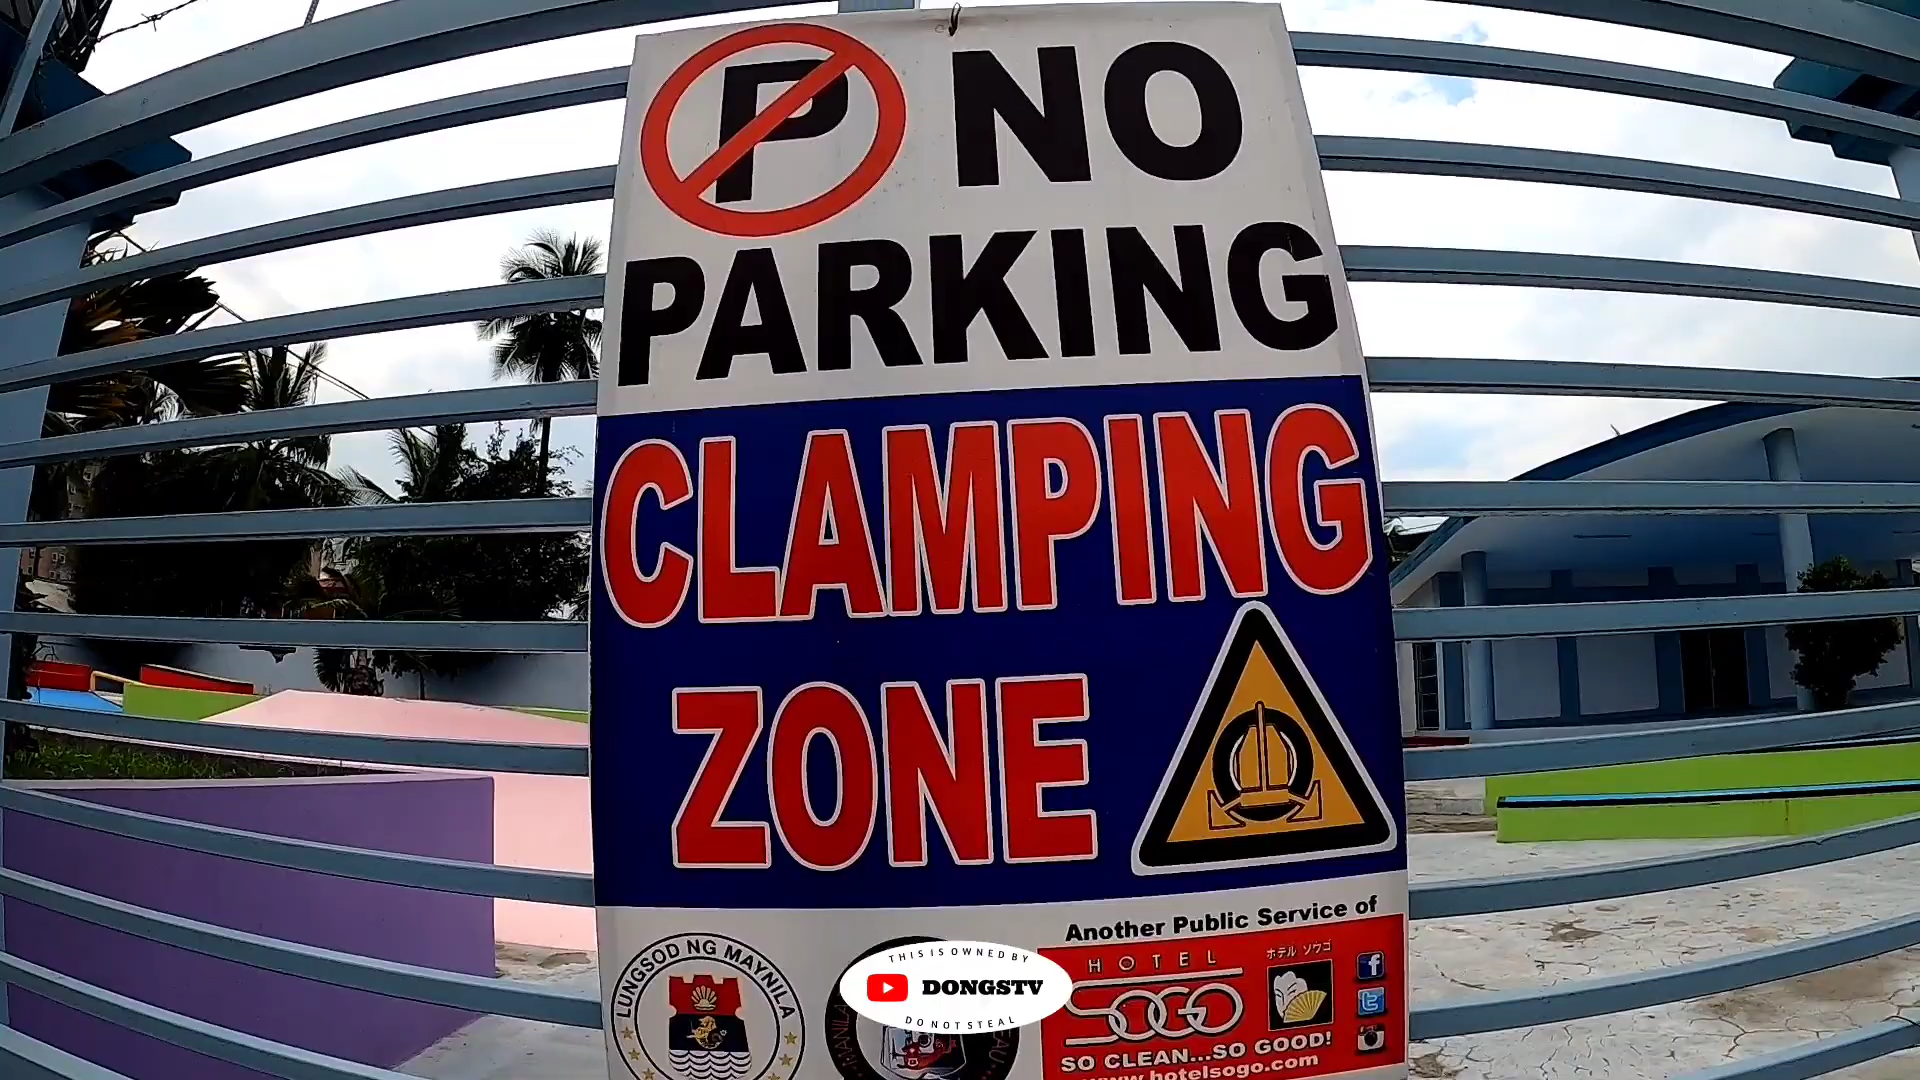 P NO
PARKING
CLAMPING
ZONE
Another Public Service of
LUNGSOD NG MAYNILA
MANILA
THIS IS OWNED BY
DONGSTV
DO NOT STEAL
HOTEL
ホテル ソウゴ
SOGO
SO CLEAN...SO GOOD!
www.hotelsogo.com